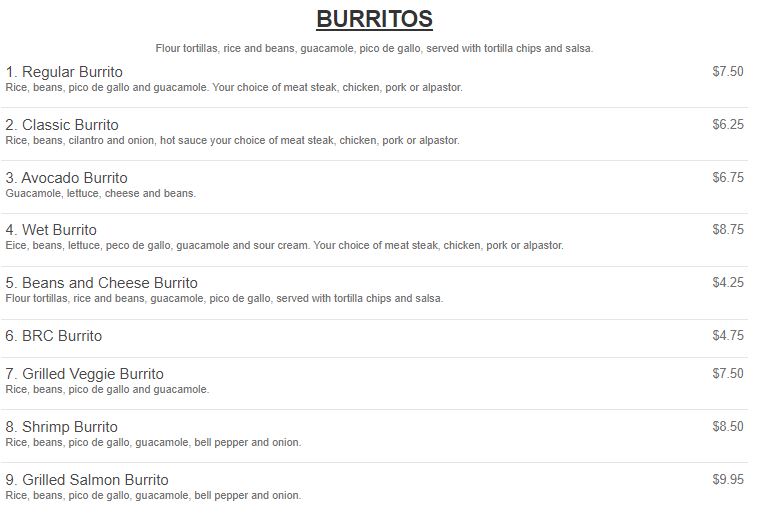 BURRITOS
Flour tortillas, rice and beans, guacamole, pico de gallo, served with tortilla chips and salsa.
1. Regular Burrito $7.50
Rice, beans, pico de gallo and guacamole. Your choice of meat steak, chicken, pork or alpastor.
2. Classic Burrito $6.25
Rice, beans, cilantro and onion, hot sauce your choice of meat steak, chicken, pork or alpastor.
3. Avocado Burrito $6.75
Guacamole, lettuce, cheese and beans.
4. Wet Burrito $8.75
Eice, beans, lettuce, peco de gallo, guacamole and sour cream. Your choice of meat steak, chicken, pork or alpastor.
5. Beans and Cheese Burrito $4.25
Flour tortillas, rice and beans, guacamole, pico de gallo, served with tortilla chips and salsa.
6. BRC Burrito $4.75
7. Grilled Veggie Burrito $7.50
Rice, beans, pico de gallo and guacamole.
8. Shrimp Burrito $8.50
Rice, beans, pico de gallo, guacamole, bell pepper and onion.
9. Grilled Salmon Burrito $9.95
Rice, beans, pico de gallo, guacamole, bell pepper and onion.